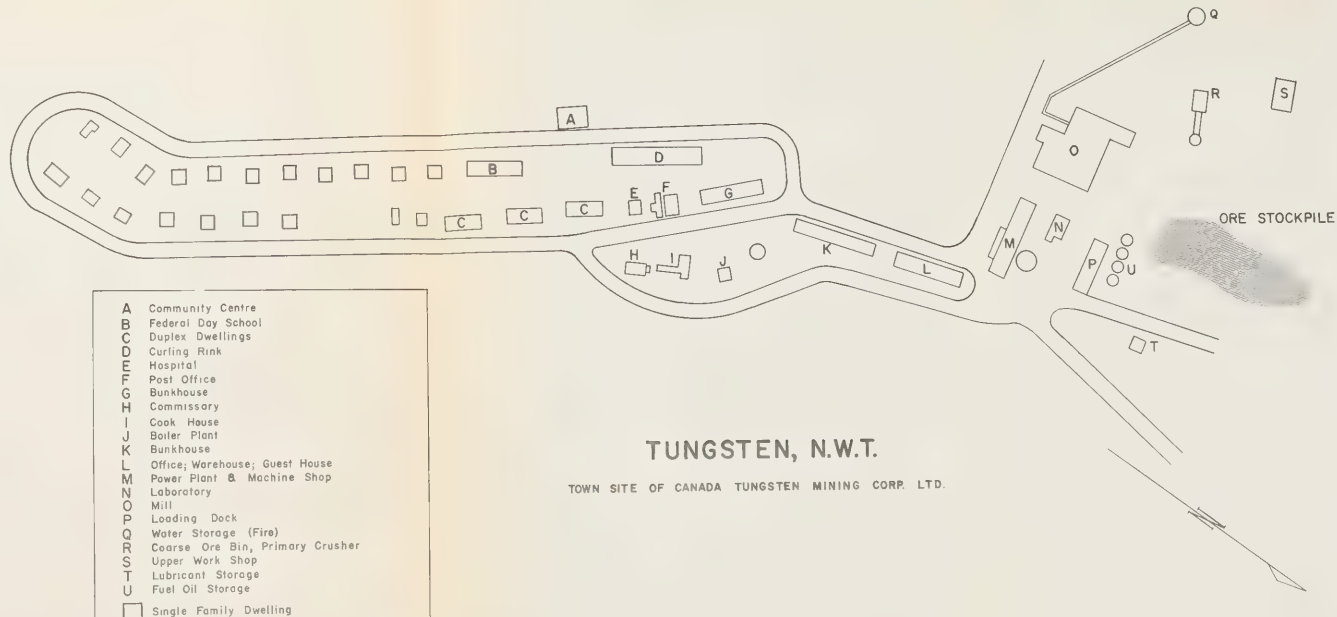 Q
R
S
A
O
B
D
E
F
G
C
C
C
ORE STOCKPILE
N
M
K
H
I
J
L
P
U
T
A Community Centre
B Federal Day School
C Duplex Dwellings
D Curling Rink
E Hospital
F Post Office
G Bunkhouse
H Commissary
I Cook House
J Boiler Plant
K Bunkhouse
L Office; Warehouse; Guest House
M Power Plant & Machine Shop
N Laboratory
O Mill
P Loading Dock
Q Water Storage (Fire)
R Coarse Ore Bin, Primary Crusher
S Upper Work Shop
T Lubricant Storage
U Fuel Oil Storage
Single Family Dwelling
TUNGSTEN, N.W.T.
TOWN SITE OF CANADA TUNGSTEN MINING CORP. LTD.